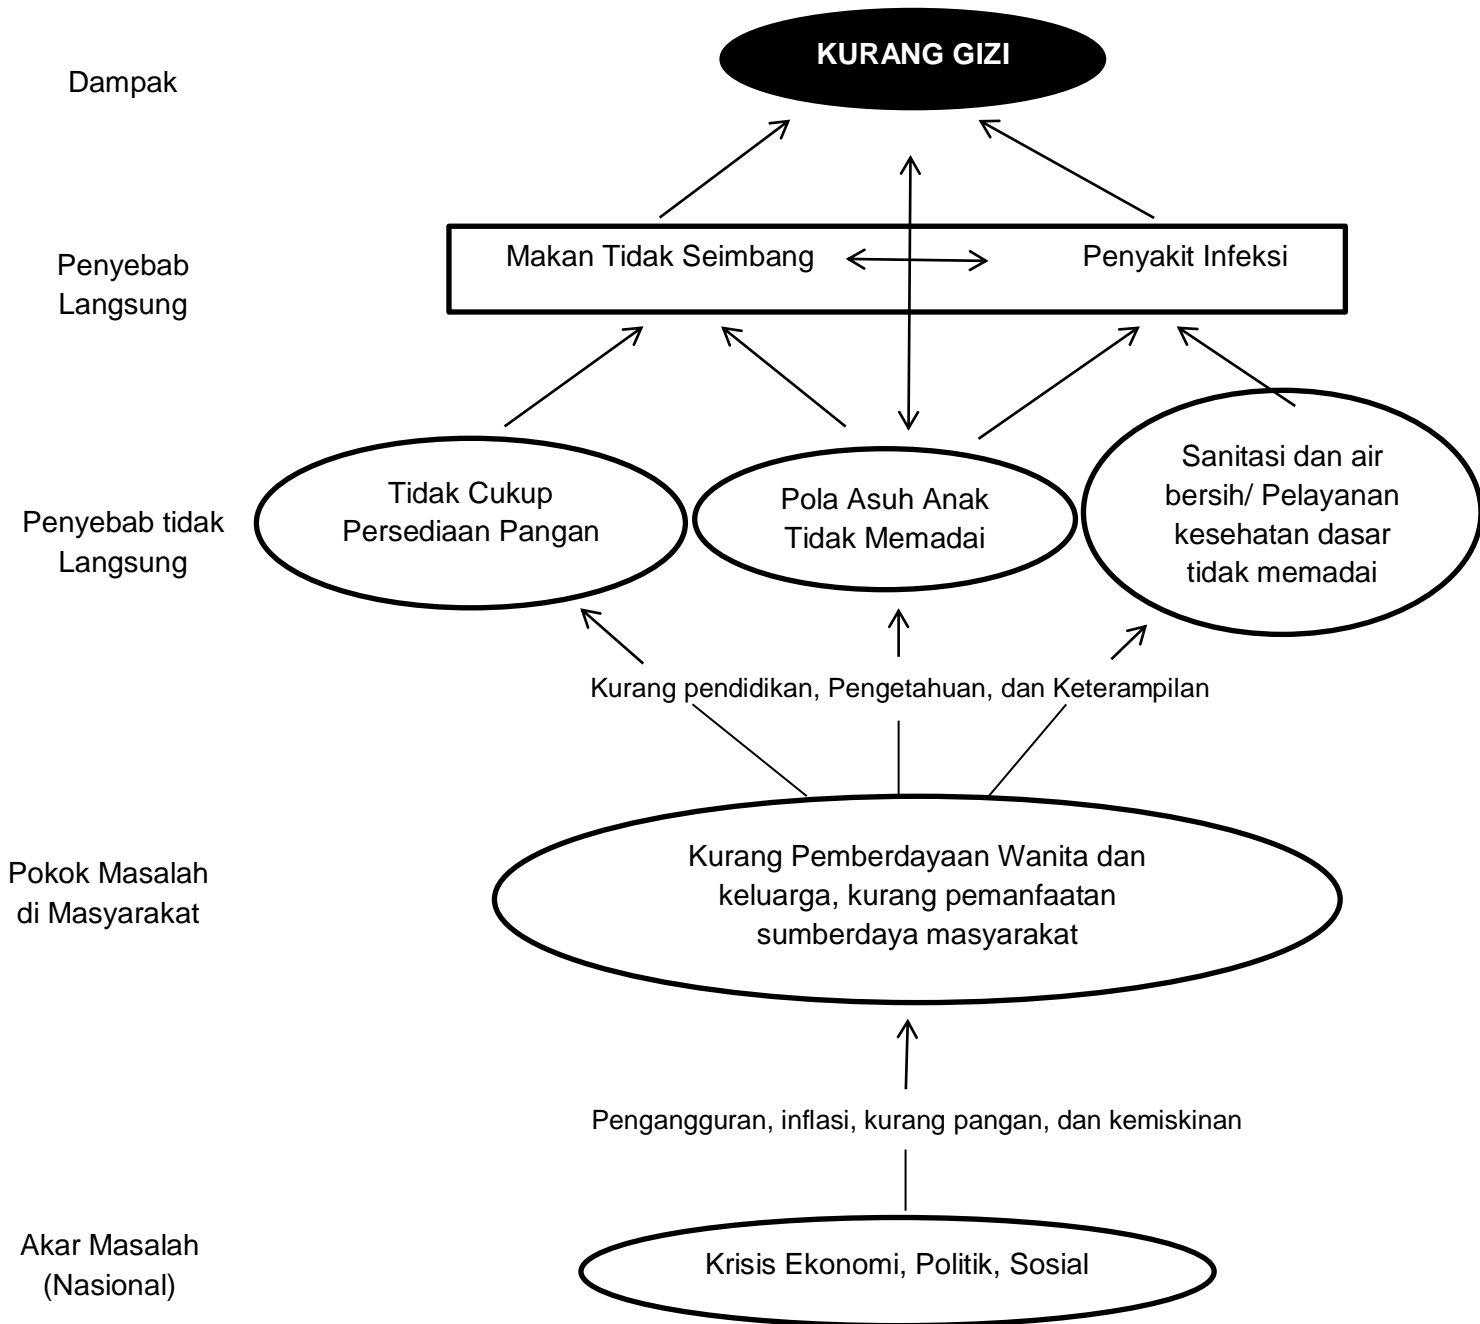 KURANG GIZI
Dampak
Makan Tidak Seimbang
Penyakit Infeksi
Penyebab
Langsung
Tidak Cukup
Persediaan Pangan
Pola Asuh Anak
Tidak Memadai
Sanitasi dan air
bersih/ Pelayanan
kesehatan dasar
tidak memadai
Penyebab tidak
Langsung
Kurang pendidikan, Pengetahuan, dan Keterampilan
Pokok Masalah
di Masyarakat
Kurang Pemberdayaan Wanita dan
keluarga, kurang pemanfaatan
sumberdaya masyarakat
Pengangguran, inflasi, kurang pangan, dan kemiskinan
Akar Masalah
(Nasional)
Krisis Ekonomi, Politik, Sosial